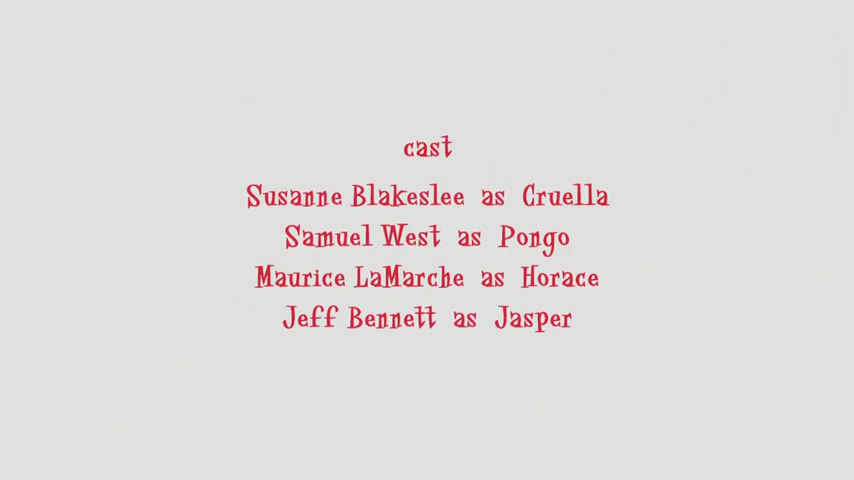 cast
Susanne Blakeslee as Cruella
Samuel West as Pongo
Maurice LaMarche as Horace
Jeff Bennett as Jasper